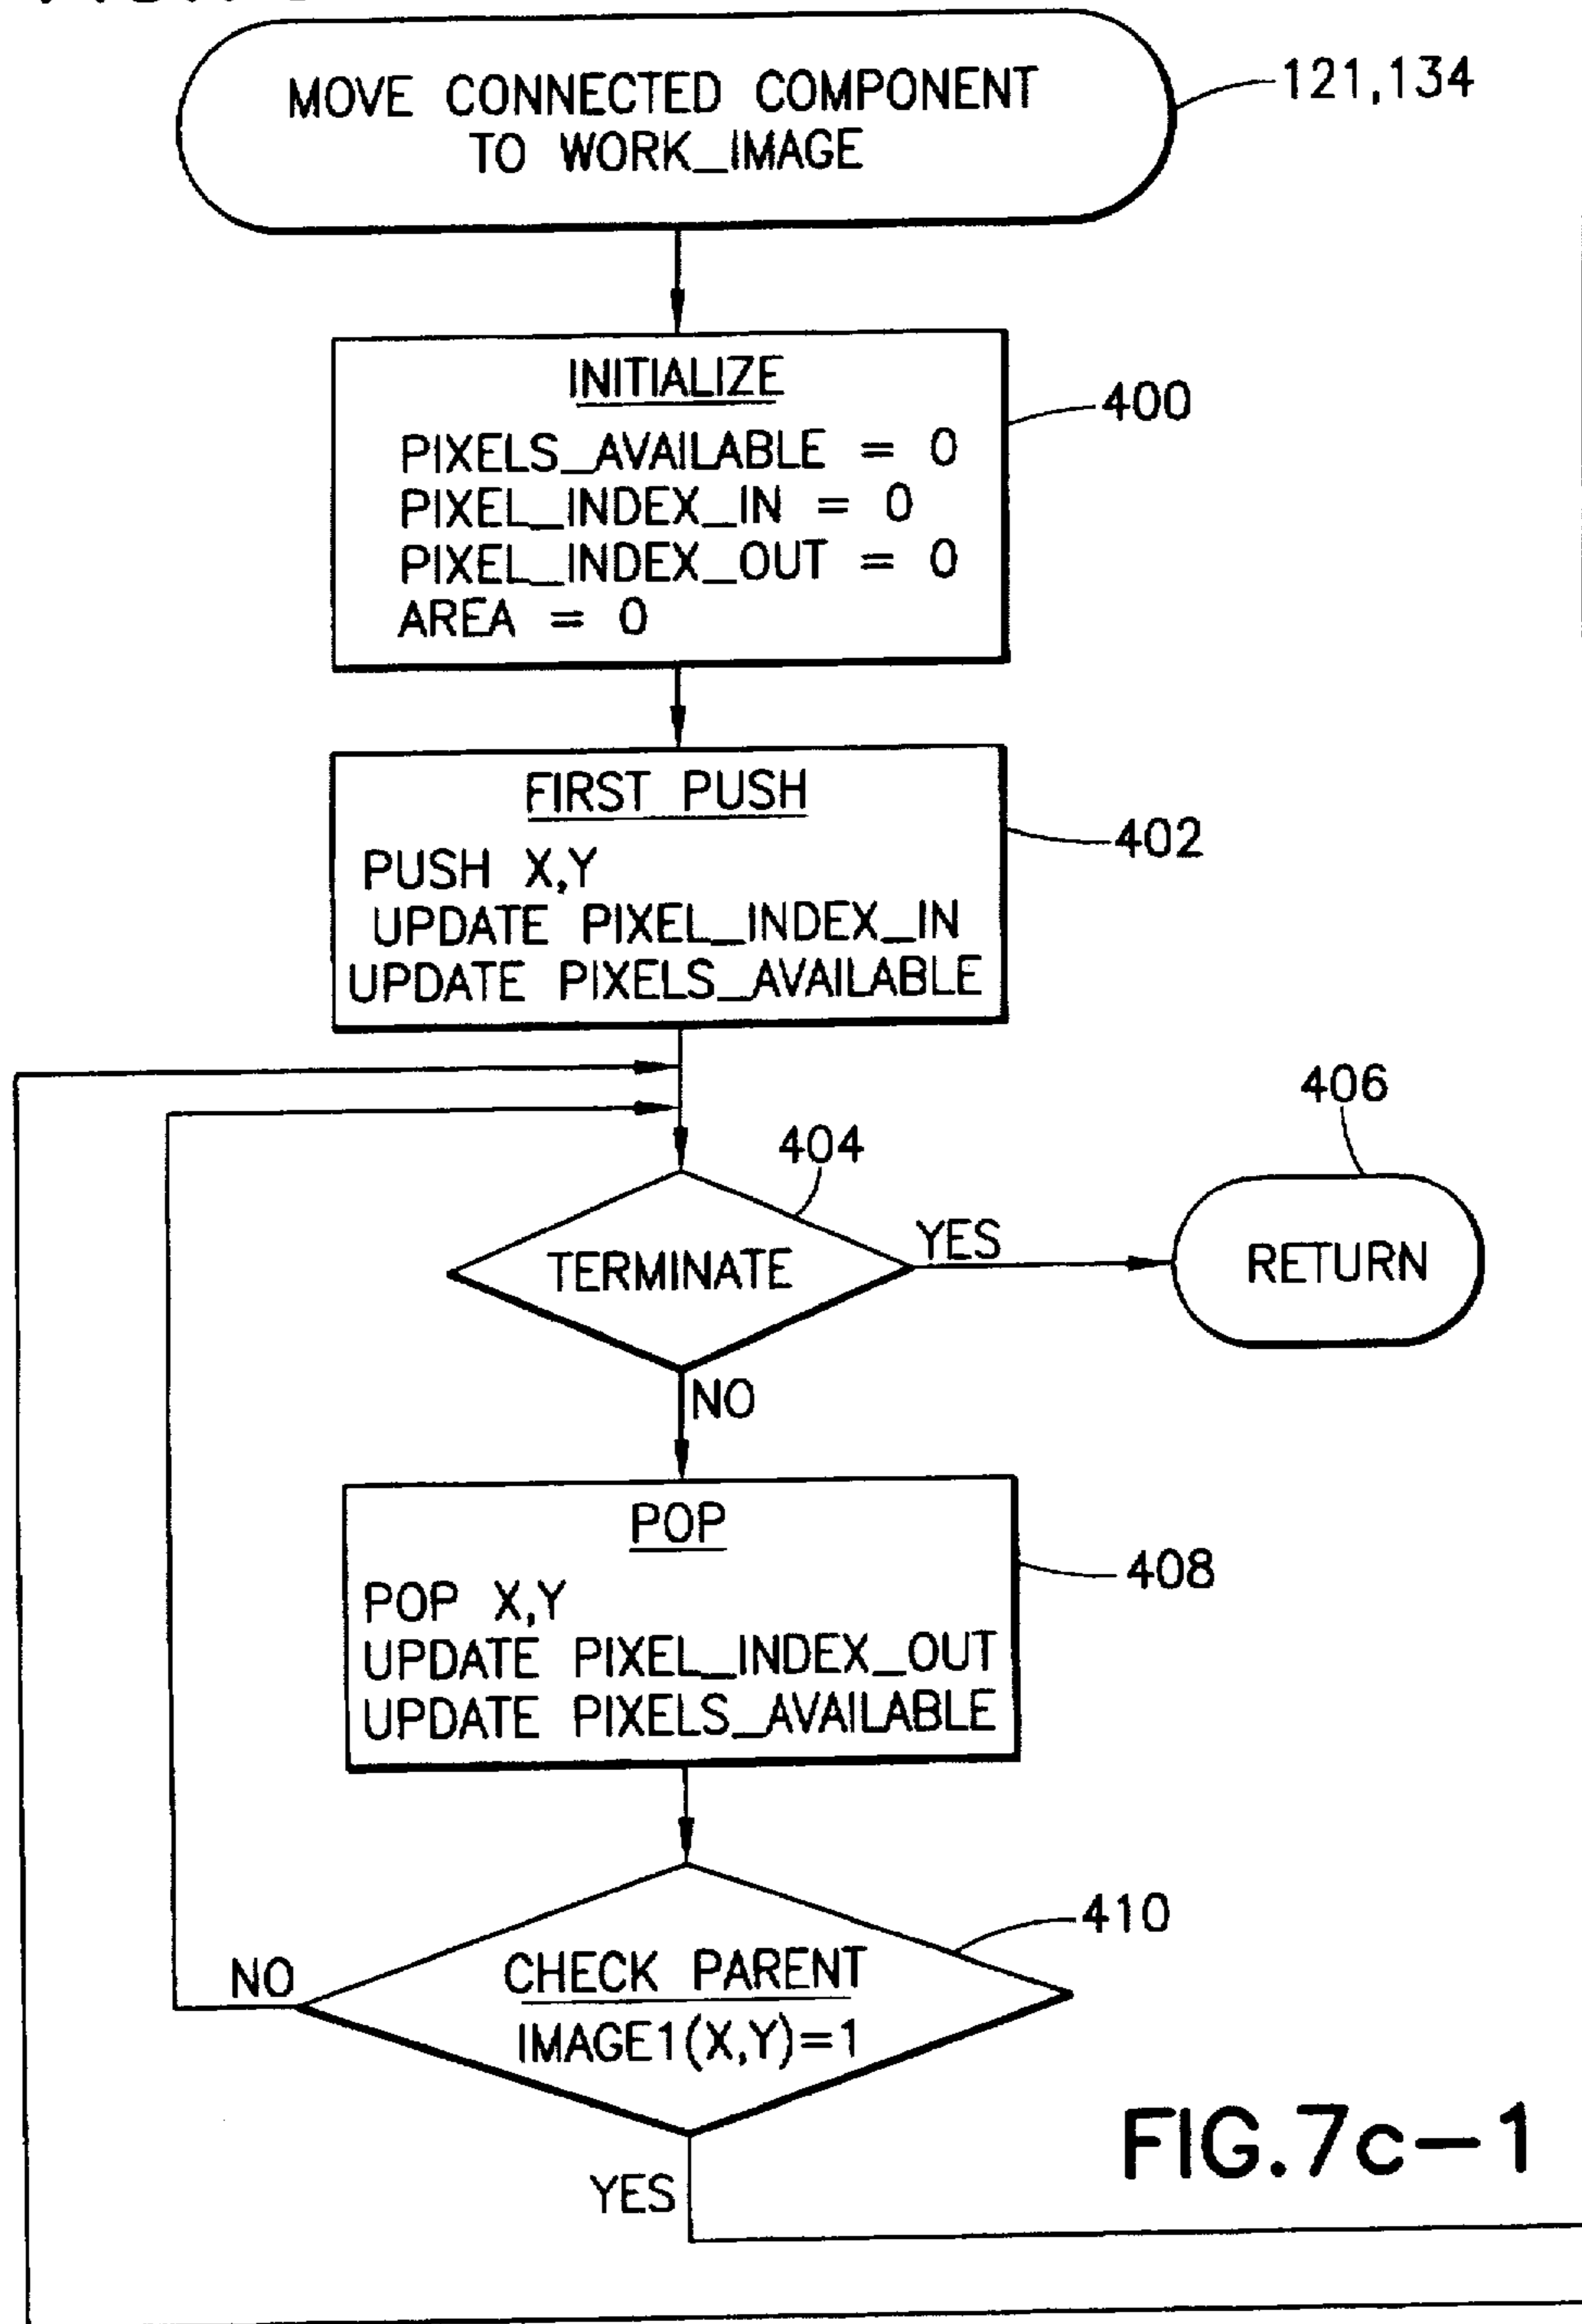 MOVE CONNECTED COMPONENT
TO WORK_IMAGE
121,134
INITIALIZE
PIXELS_AVAILABLE = 0
PIXEL_INDEX_IN = 0
PIXEL_INDEX_OUT = 0
AREA = 0
400
FIRST PUSH
PUSH X,Y
UPDATE PIXEL_INDEX_IN
UPDATE PIXELS_AVAILABLE
402
404
406
TERMINATE
YES
RETURN
NO
POP
POP X,Y
UPDATE PIXEL_INDEX_OUT
UPDATE PIXELS_AVAILABLE
408
410
NO
CHECK PARENT
IMAGE1(X,Y)=1
YES
FIG.7c-1